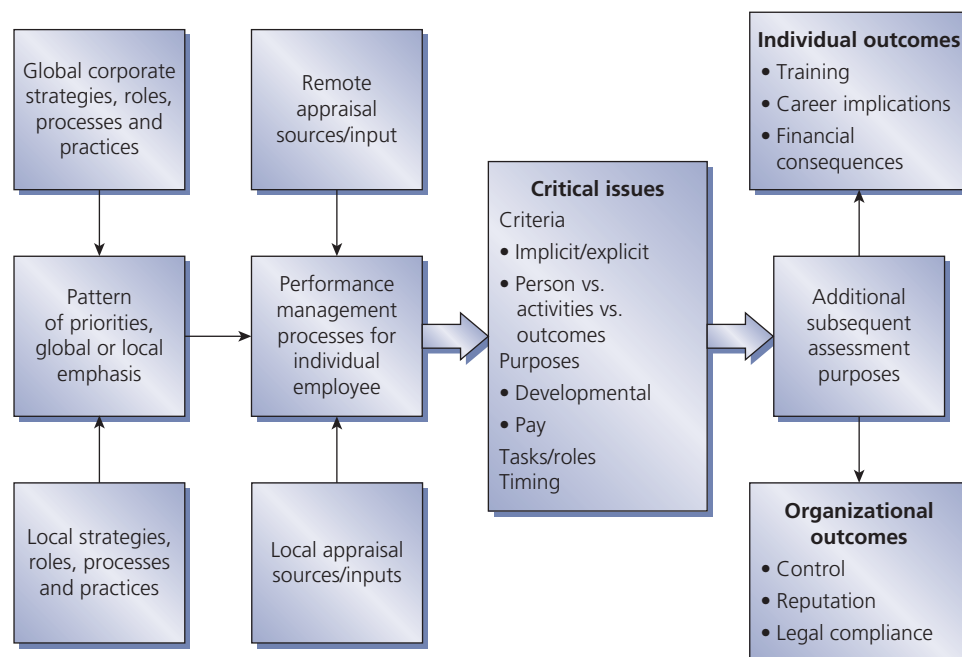 Global corporate
strategies, roles,
processes and
practices
Remote
appraisal
sources/input
Individual outcomes
• Training
• Career implications
• Financial
consequences
Pattern
of priorities,
global or local
emphasis
Performance
management
processes for
individual
employee
Critical issues
Criteria
• Implicit/explicit
• Person vs.
activities vs.
outcomes
Purposes
• Developmental
• Pay
Tasks/roles
Timing
Additional
subsequent
assessment
purposes
Local strategies,
roles, processes
and practices
Local appraisal
sources/inputs
Organizational
outcomes
• Control
• Reputation
• Legal compliance